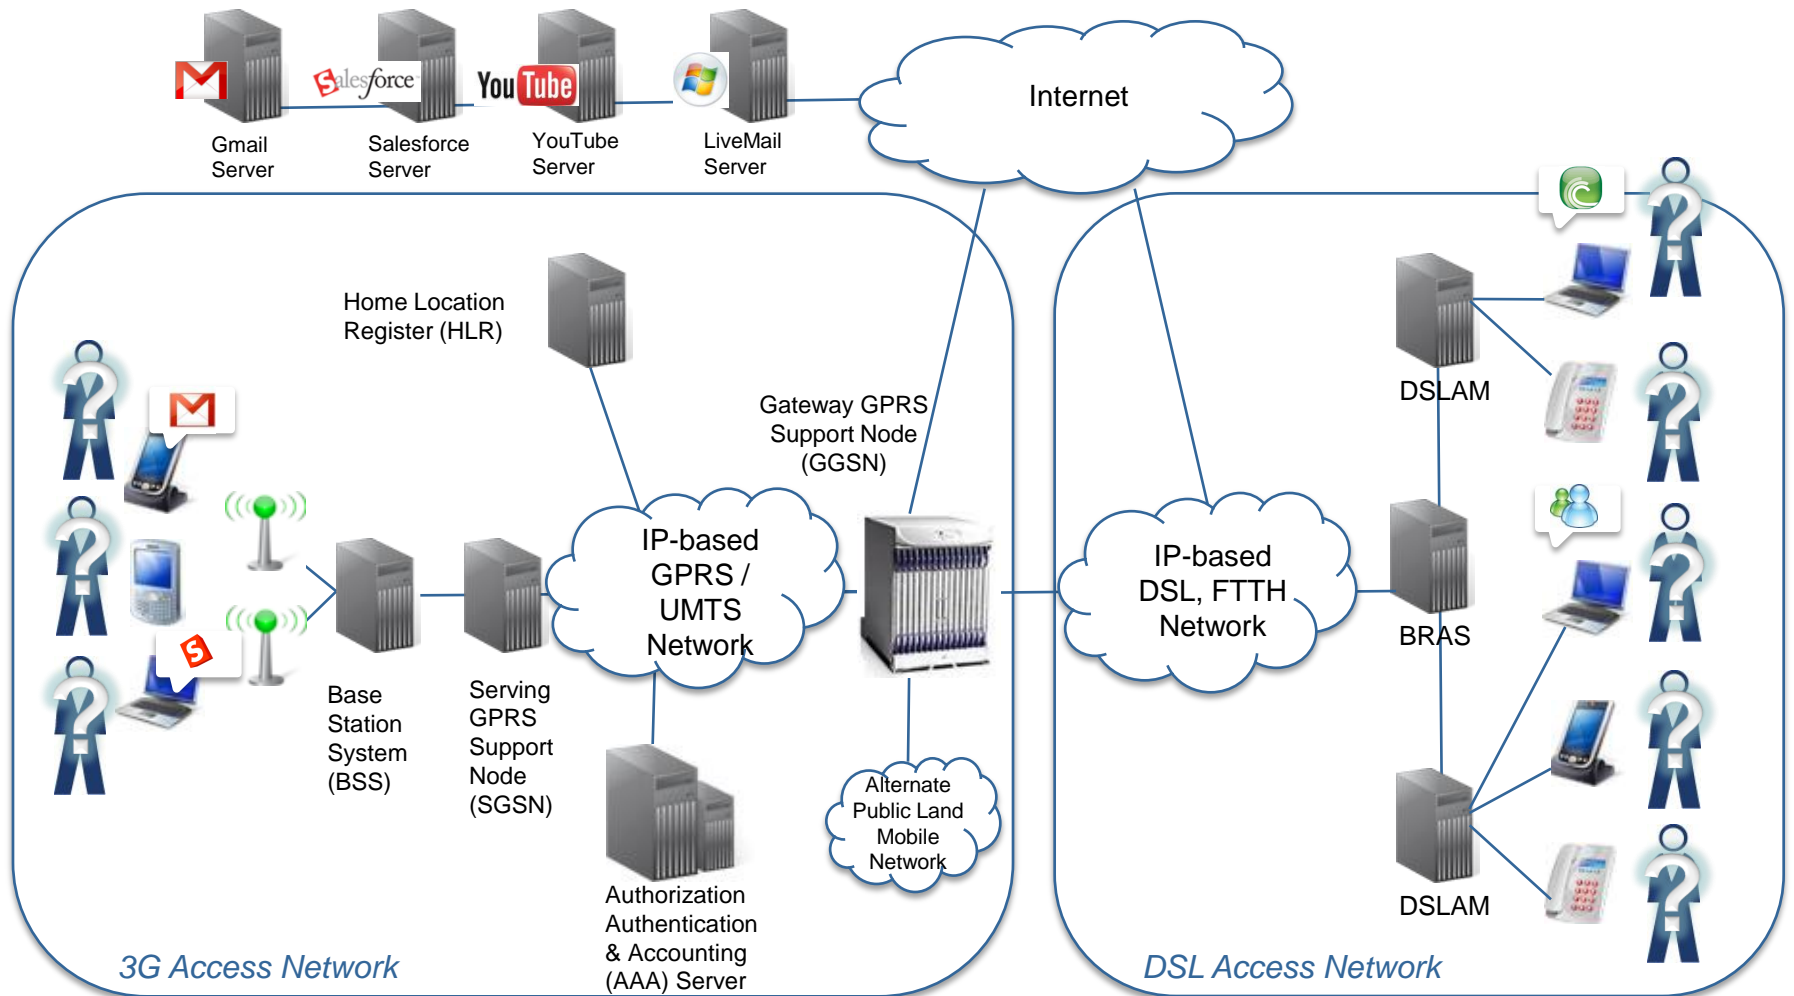 Salesforce
You Tube
Internet
Gmail
Server
Salesforce
Server
YouTube
Server
LiveMail
Server
Home Location
Register (HLR)
Gateway GPRS
Support Node
(GGSN)
DSLAM
IP-based
GPRS /
UMTS
Network
IP-based
DSL, FTTH
Network
BRAS
S
Base
Station
System
(BSS)
Serving
GPRS
Support
Node
(SGSN)
Alternate
Public Land
Mobile
Network
Authorization
Authentication
& Accounting
(AAA) Server
DSLAM
3G Access Network
DSL Access Network